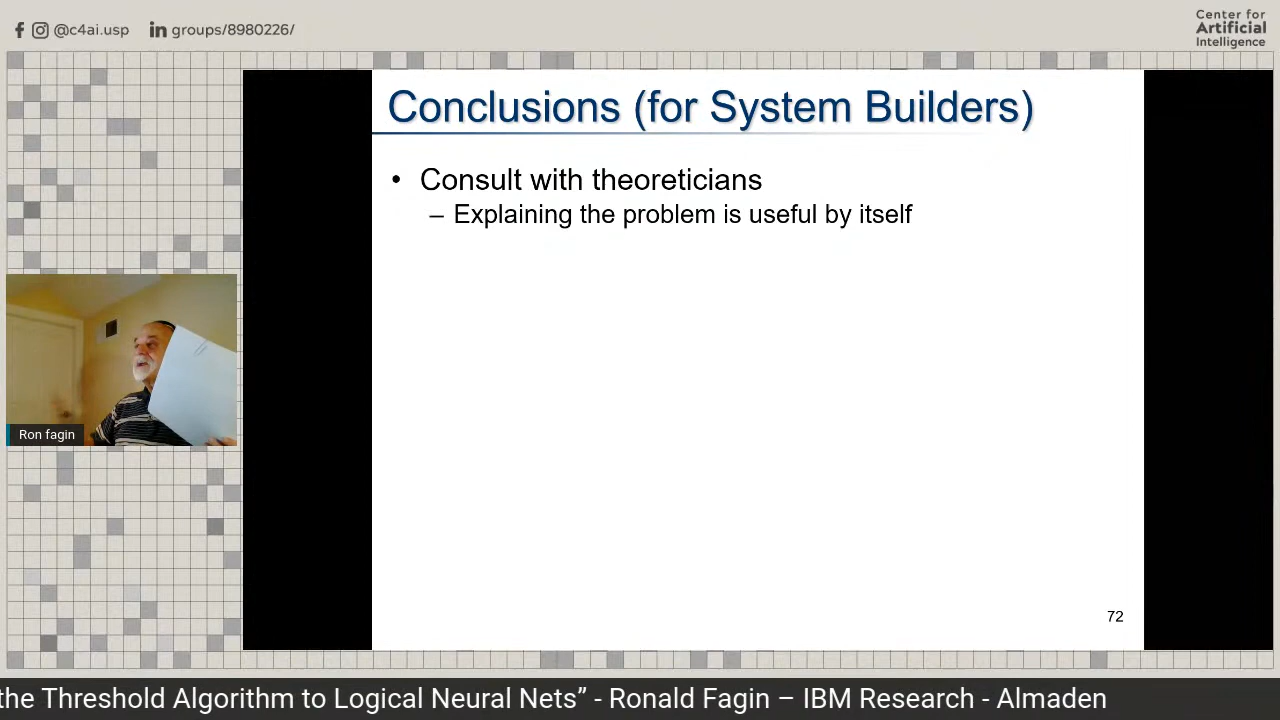 @c4ai.usp in groups/8980226/
Center for
Artificial
Intelligence
Conclusions (for System Builders)
• Consult with theoreticians
– Explaining the problem is useful by itself
Ron fagin
72
the Threshold Algorithm to Logical Neural Nets” - Ronald Fagin – IBM Research - Almaden